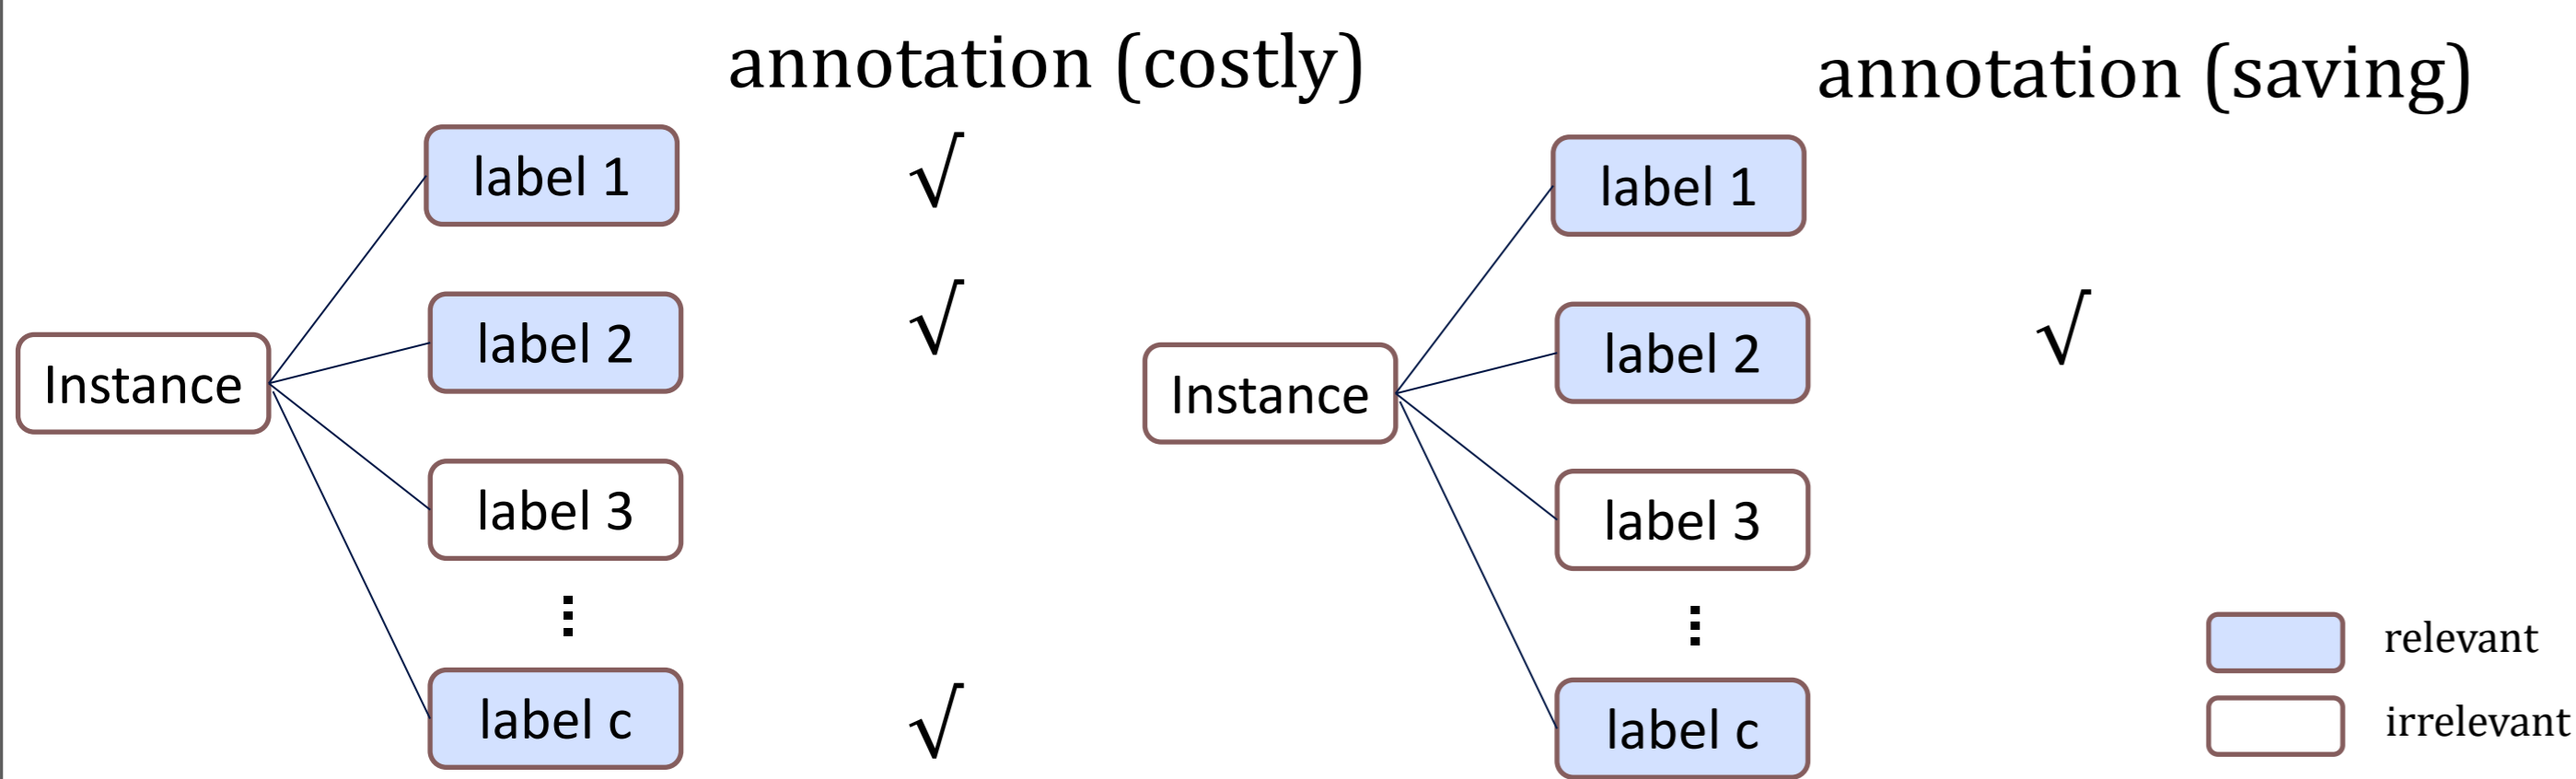 annotation (costly)
label 1 √
label 2 √
Instance
label 3
⋮
label c √
annotation (saving)
label 1
label 2 √
Instance
label 3
⋮
label c
relevant
irrelevant